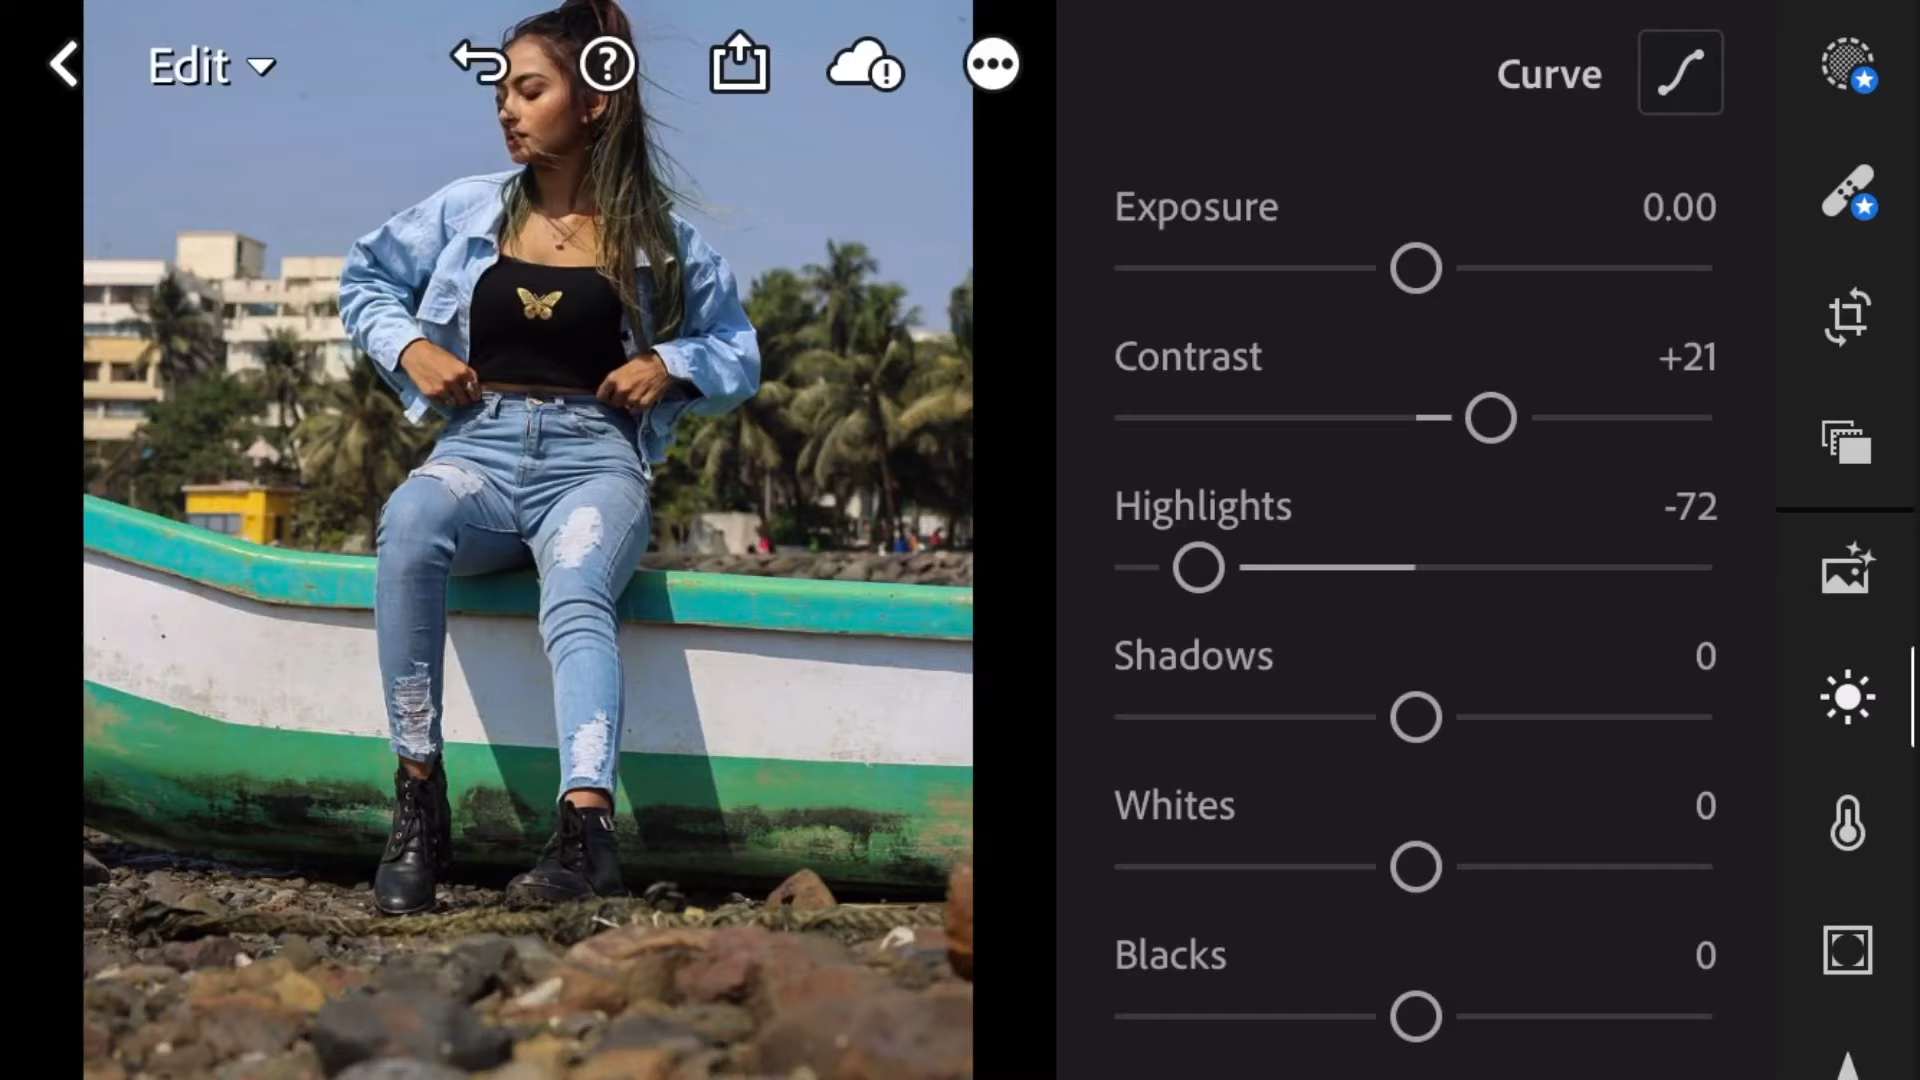 Edit
Curve
Exposure 0.00
Contrast +21
Highlights -72
Shadows 0
Whites 0
Blacks 0